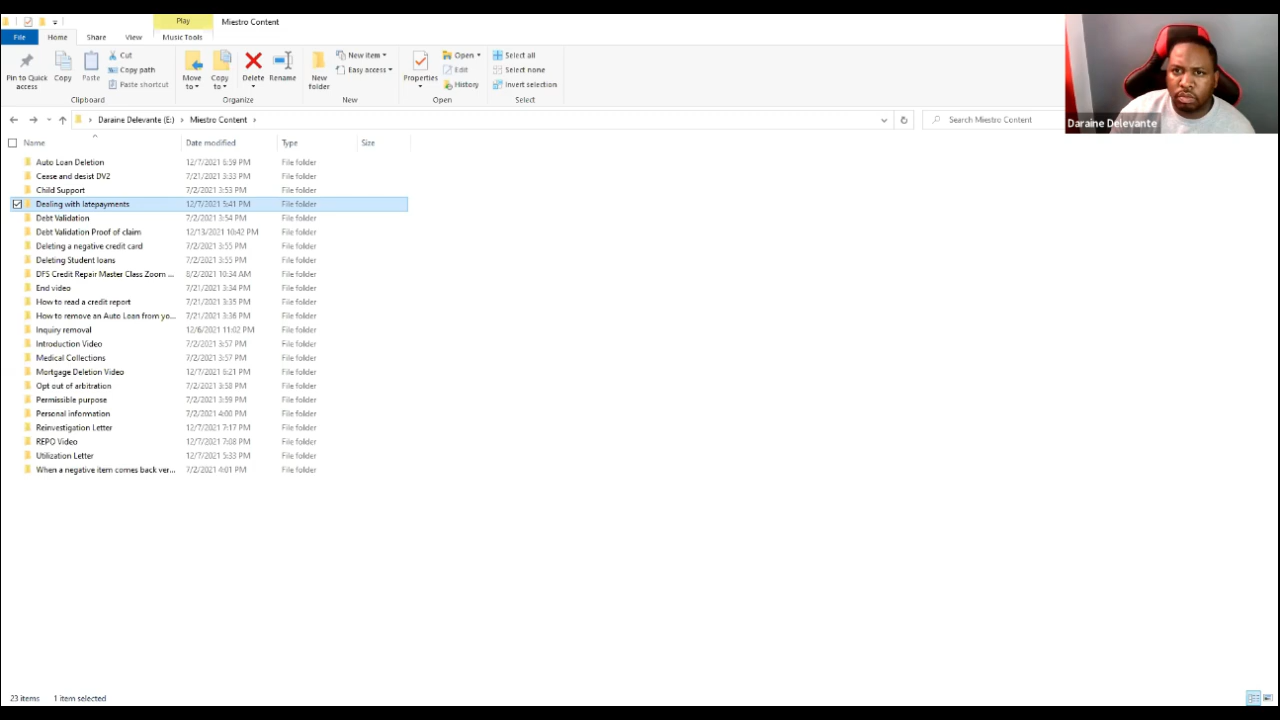 Play
Miestro Content
File
Home
Share
View
Music Tools
Pin to Quick access
Copy
Paste
Cut
Copy path
Paste shortcut
Clipboard
Move to
Copy to
Delete
Rename
Organize
New folder
New item
Easy access
New
Properties
Open
Edit
History
Open
Select all
Select none
Invert selection
Select
Daraine Delevante (E:) > Miestro Content >
Search Miestro Content
Daraine Delevante
Name Date modified Type Size
Auto Loan Deletion 12/7/2021 6:59 PM File folder
Cease and desist DV2 7/21/2021 3:33 PM File folder
Child Support 7/2/2021 3:53 PM File folder
Dealing with latepayments 12/7/2021 5:41 PM File folder
Debt Validation 7/2/2021 3:54 PM File folder
Debt Validation Proof of claim 12/13/2021 10:42 PM File folder
Deleting a negative credit card 7/2/2021 3:55 PM File folder
Deleting Student loans 7/2/2021 3:55 PM File folder
DFS Credit Repair Master Class Zoom ... 8/2/2021 10:34 AM File folder
End video 7/21/2021 3:34 PM File folder
How to read a credit report 7/21/2021 3:35 PM File folder
How to remove an Auto Loan from yo... 7/21/2021 3:36 PM File folder
Inquiry removal 12/6/2021 11:02 PM File folder
Introduction Video 7/2/2021 3:57 PM File folder
Medical Collections 7/2/2021 3:57 PM File folder
Mortgage Deletion Video 12/7/2021 6:21 PM File folder
Opt out of arbitration 7/2/2021 3:58 PM File folder
Permissible purpose 7/2/2021 3:59 PM File folder
Personal information 7/2/2021 4:00 PM File folder
Reinvestigation Letter 12/7/2021 7:17 PM File folder
REPO Video 12/7/2021 7:08 PM File folder
Utilization Letter 12/7/2021 5:33 PM File folder
When a negative item comes back ver... 7/2/2021 4:01 PM File folder
23 items 1 item selected